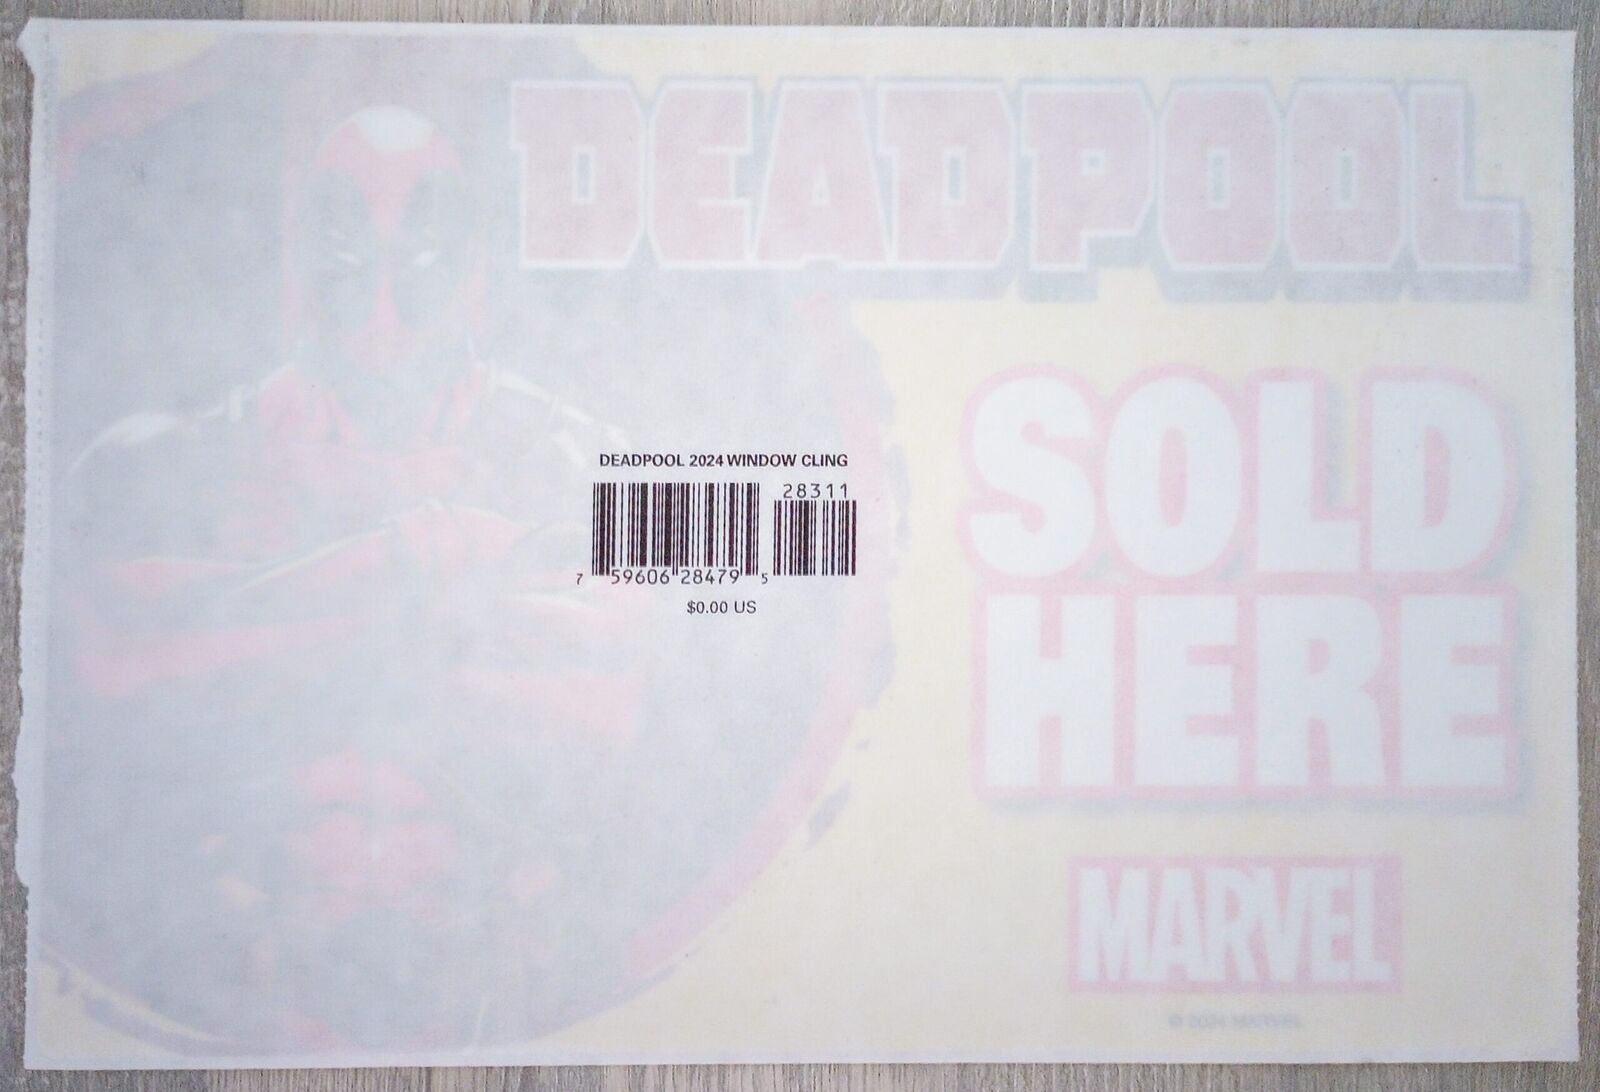 DEADPOOL
SOLD
HERE
DEADPOOL 2024 WINDOW CLING
28311
7 59606 28479 5
$0.00 US
MARVEL
© 2024 MARVEL